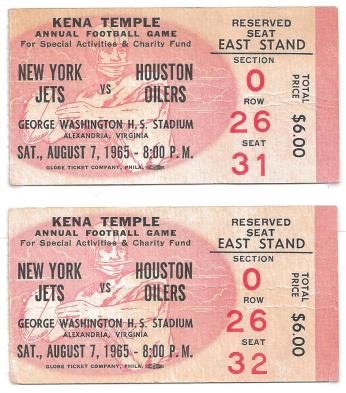 KENA TEMPLE
ANNUAL FOOTBALL GAME
For Special Activities & Charity Fund
NEW YORK JETS
VS
HOUSTON OILERS
GEORGE WASHINGTON H.S. STADIUM
ALEXANDRIA, VIRGINIA
SAT., AUGUST 7, 1965 - 8:00 P.M.
GLOBE TICKET COMPANY, PHILA.
RESERVED
SEAT
EAST STAND
SECTION
O
ROW
26
SEAT
31
TOTAL PRICE
$6.00
KENA TEMPLE
ANNUAL FOOTBALL GAME
For Special Activities & Charity Fund
NEW YORK JETS
VS
HOUSTON OILERS
GEORGE WASHINGTON H.S. STADIUM
ALEXANDRIA, VIRGINIA
SAT., AUGUST 7, 1965 - 8:00 P.M.
GLOBE TICKET COMPANY, PHILA.
RESERVED
SEAT
EAST STAND
SECTION
O
ROW
26
SEAT
32
TOTAL PRICE
$6.00